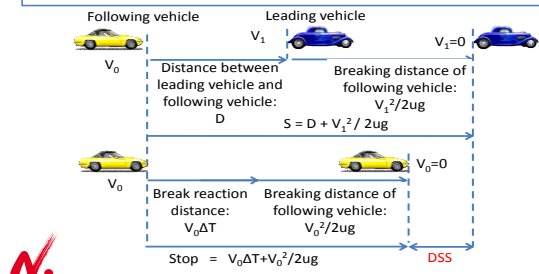 Following vehicle
Leading vehicle
V1
V1=0
V0
Distance between
leading vehicle and
following vehicle:
D
Breaking distance of
following vehicle:
V1²/2ug
S = D + V1² / 2ug
V0
V0=0
Break reaction
distance:
V0ΔT
Breaking distance of
following vehicle:
V0²/2ug
Stop = V0ΔT+V0²/2ug
DSS